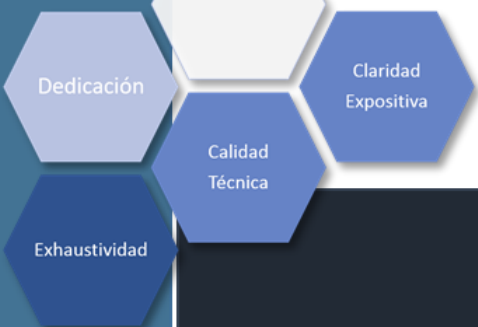 Dedicación
Claridad
Expositiva
Calidad
Técnica
Exhaustividad